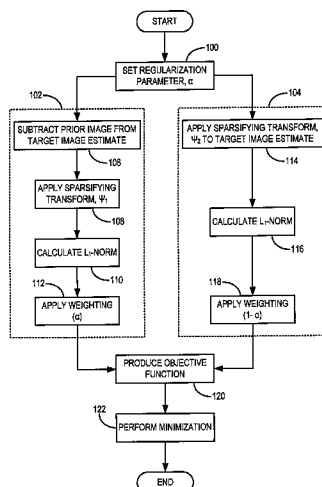 START
100
SET REGULARIZATION
PARAMETER, α
102
104
SUBTRACT PRIOR IMAGE FROM
TARGET IMAGE ESTIMATE
106
APPLY SPARSIFYING
TRANSFORM, Ψ₁
108
CALCULATE L₁-NORM
110
112
APPLY WEIGHTING
(α)
APPLY SPARSIFYING TRANSFORM,
Ψ₂ TO TARGET IMAGE ESTIMATE
114
CALCULATE L₁-NORM
116
118
APPLY WEIGHTING
(1- α)
PRODUCE OBJECTIVE
FUNCTION
120
122
PERFORM MINIMIZATION
END